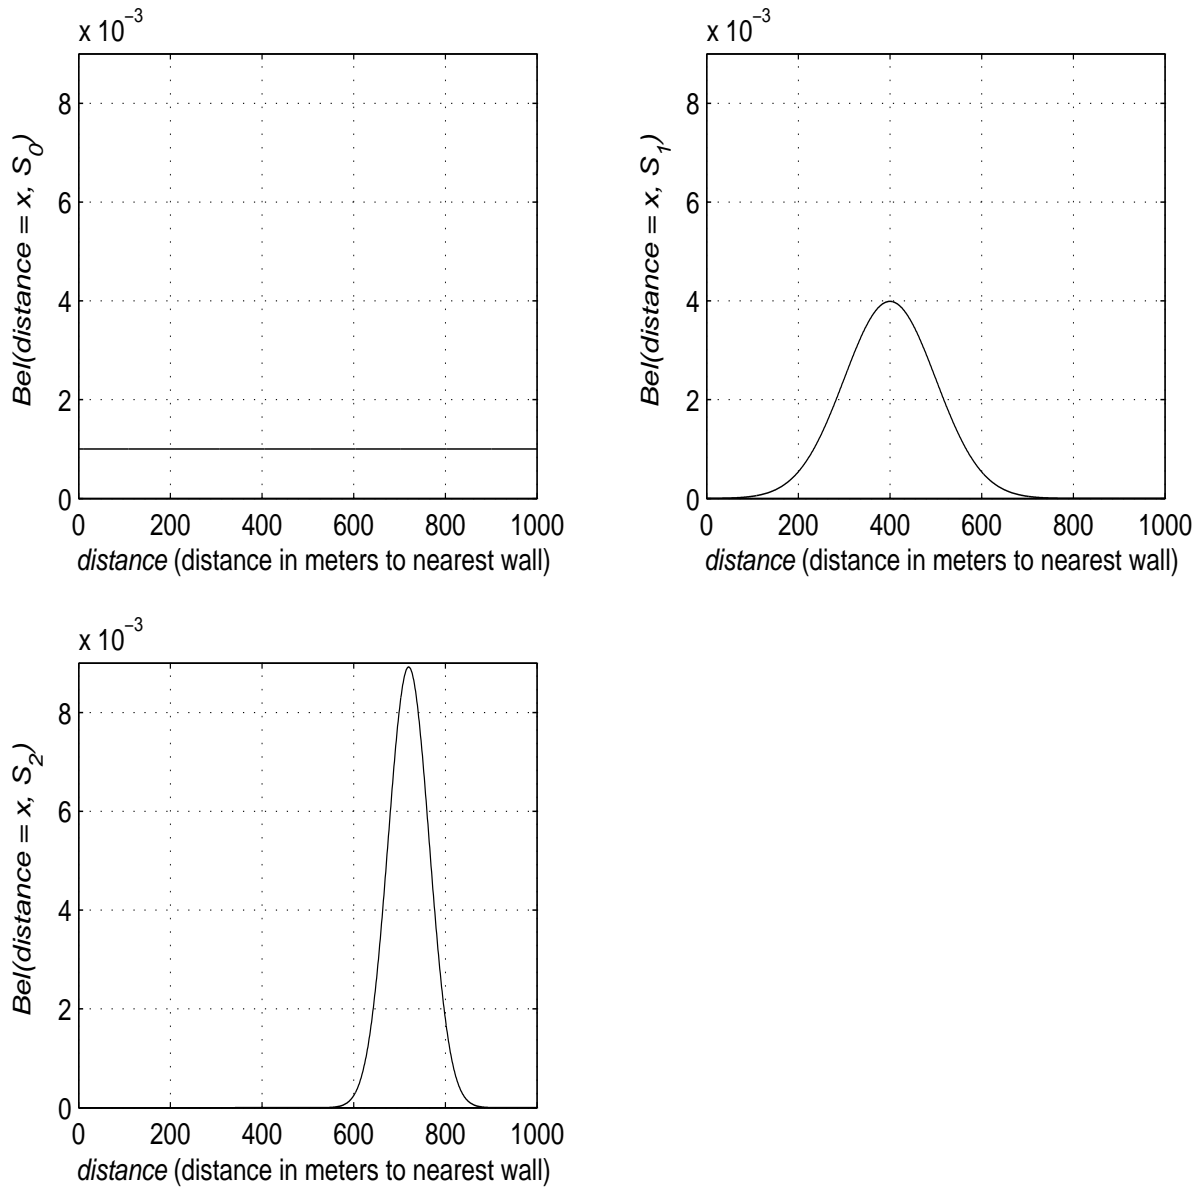 x 10⁻³
8
6
4
2
0
Bel(distance = x, S₀)
0 200 400 600 800 1000
distance (distance in meters to nearest wall)
x 10⁻³
8
6
4
2
0
Bel(distance = x, S₁)
0 200 400 600 800 1000
distance (distance in meters to nearest wall)
x 10⁻³
8
6
4
2
0
Bel(distance = x, S₂)
0 200 400 600 800 1000
distance (distance in meters to nearest wall)